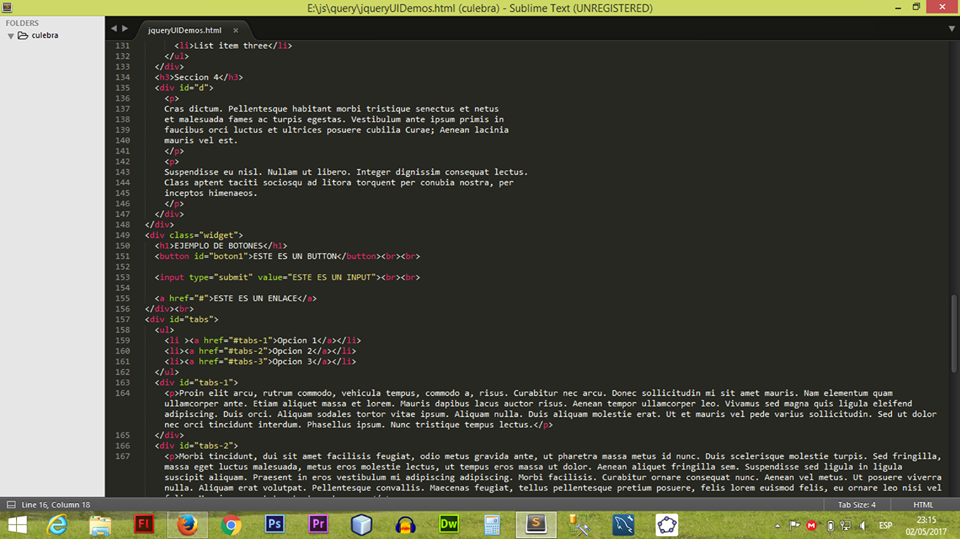 E:\js\query\jqueryUIDemos.html (culebra) - Sublime Text (UNREGISTERED)
FOLDERS
culebra
jqueryUIDemos.html
131 <li>List item three</li>
132 </ul>
133 </div>
134 <h3>Seccion 4</h3>
135 <div id="d">
136 <p>
137 Cras dictum. Pellentesque habitant morbi tristique senectus et netus
138 et malesuada fames ac turpis egestas. Vestibulum ante ipsum primis in
139 faucibus orci luctus et ultrices posuere cubilia Curae; Aenean lacinia
140 mauris vel est.
141 </p>
142 <p>
143 Suspendisse eu nisl. Nullam ut libero. Integer dignissim consequat lectus.
144 Class aptent taciti sociosqu ad litora torquent per conubia nostra, per
145 inceptos himenaeos.
146 </p>
147 </div>
148 </div>
149 <div class="widget">
150 <h1>EJEMPLO DE BOTONES</h1>
151 <button id="boton1">ESTE ES UN BUTTON</button><br><br>
152
153 <input type="submit" value="ESTE ES UN INPUT"><br><br>
154
155 <a href="#">ESTE ES UN ENLACE</a>
156 </div><br>
157 <div id="tabs">
158 <ul>
159 <li ><a href="#tabs-1">Opcion 1</a></li>
160 <li><a href="#tabs-2">Opcion 2</a></li>
161 <li><a href="#tabs-3">Opcion 3</a></li>
162 </ul>
163 <div id="tabs-1">
164 <p>Proin elit arcu, rutrum commodo, vehicula tempus, commodo a, risus. Curabitur nec arcu. Donec sollicitudin mi sit amet mauris. Nam elementum quam
ullamcorper ante. Etiam aliquet massa et lorem. Mauris dapibus lacus auctor risus. Aenean tempor ullamcorper leo. Vivamus sed magna quis ligula eleifend
adipiscing. Duis orci. Aliquam sodales tortor vitae ipsum. Aliquam nulla. Duis aliquam molestie erat. Ut et mauris vel pede varius sollicitudin. Sed ut dolor
nec orci tincidunt interdum. Phasellus ipsum. Nunc tristique tempus lectus.</p>
165 </div>
166 <div id="tabs-2">
167 <p>Morbi tincidunt, dui sit amet facilisis feugiat, odio metus gravida ante, ut pharetra massa metus id nunc. Duis scelerisque molestie turpis. Sed fringilla,
massa eget luctus malesuada, metus eros molestie lectus, ut tempus eros massa ut dolor. Aenean aliquet fringilla sem. Suspendisse sed ligula in ligula
suscipit aliquam. Praesent in eros vestibulum mi adipiscing adipiscing. Morbi facilisis. Curabitur ornare consequat nunc. Aenean vel metus. Ut posuere viverra
nulla. Aliquam erat volutpat. Pellentesque convallis. Maecenas feugiat, tellus pellentesque pretium posuere, felis lorem euismod felis, eu ornare leo nisi vel
Line 16, Column 18
Tab Size: 4
HTML
Fl
Ps
Pr
Dw
S
ESP
23:15
02/05/2017